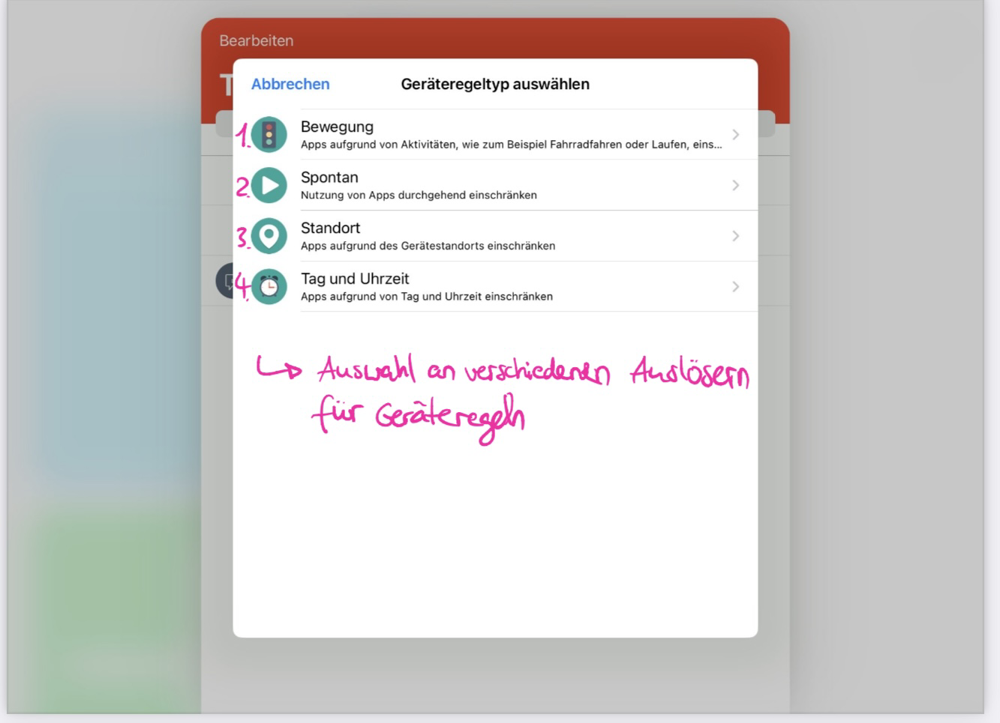 Bearbeiten
T
Abbrechen Geräteregeltyp auswählen
1. Bewegung
Apps aufgrund von Aktivitäten, wie zum Beispiel Fahrradfahren oder Laufen, eins...
2. Spontan
Nutzung von Apps durchgehend einschränken
3. Standort
Apps aufgrund des Gerätestandorts einschränken
4. Tag und Uhrzeit
Apps aufgrund von Tag und Uhrzeit einschränken
↳ Auswahl an verschiedenen Auslösern
für Geräteregeln